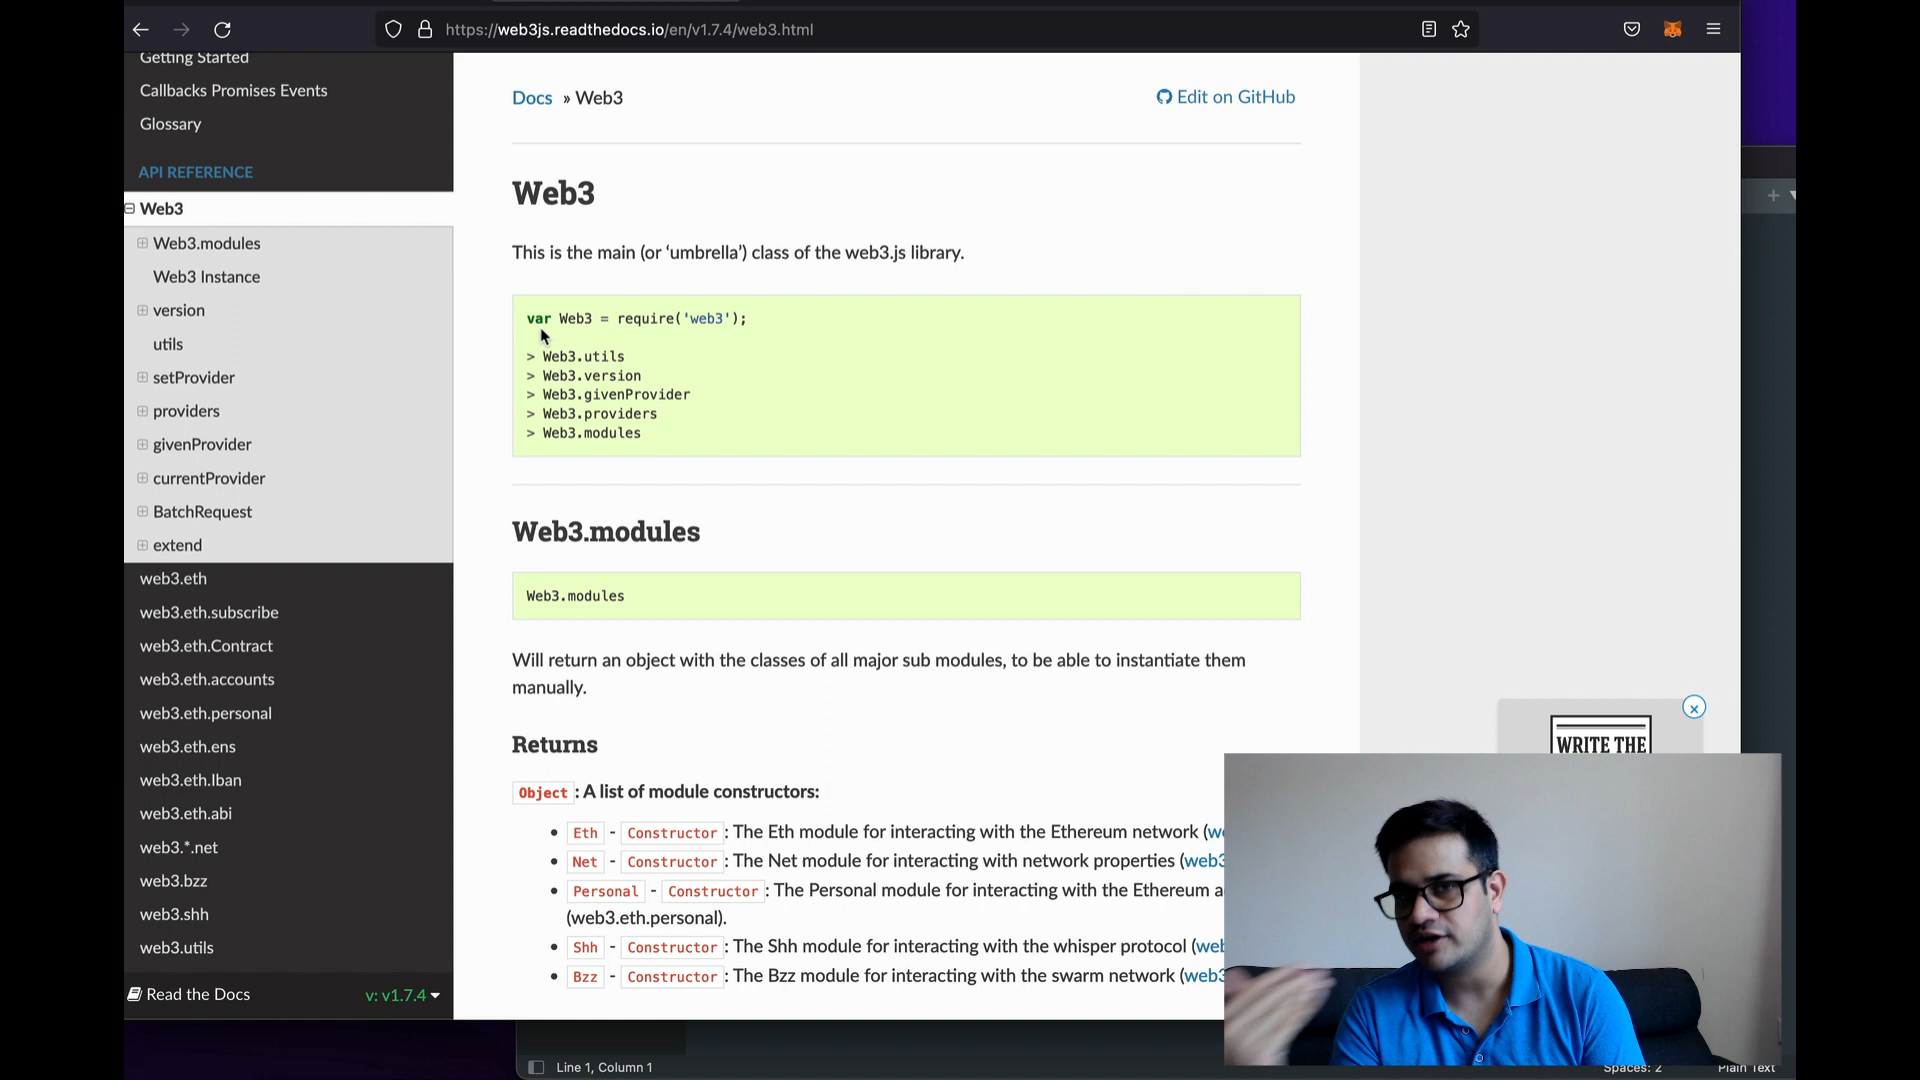 https://web3js.readthedocs.io/en/v1.7.4/web3.html
Getting Started
Callbacks Promises Events
Glossary
API REFERENCE
Web3
Web3.modules
Web3 Instance
version
utils
setProvider
providers
givenProvider
currentProvider
BatchRequest
extend
web3.eth
web3.eth.subscribe
web3.eth.Contract
web3.eth.accounts
web3.eth.personal
web3.eth.ens
web3.eth.Iban
web3.eth.abi
web3.*.net
web3.bzz
web3.shh
web3.utils
Read the Docs v: v1.7.4
Docs » Web3
Edit on GitHub
Web3
This is the main (or ‘umbrella’) class of the web3.js library.
var Web3 = require('web3');
> Web3.utils
> Web3.version
> Web3.givenProvider
> Web3.providers
> Web3.modules
Web3.modules
Web3.modules
Will return an object with the classes of all major sub modules, to be able to instantiate them
manually.
Returns
Object: A list of module constructors:
• Eth - Constructor: The Eth module for interacting with the Ethereum network (we
• Net - Constructor: The Net module for interacting with network properties (web3
• Personal - Constructor: The Personal module for interacting with the Ethereum a
(web3.eth.personal).
• Shh - Constructor: The Shh module for interacting with the whisper protocol (web
• Bzz - Constructor: The Bzz module for interacting with the swarm network (web3
WRITE THE
Line 1, Column 1
Spaces: 2
Plain Text